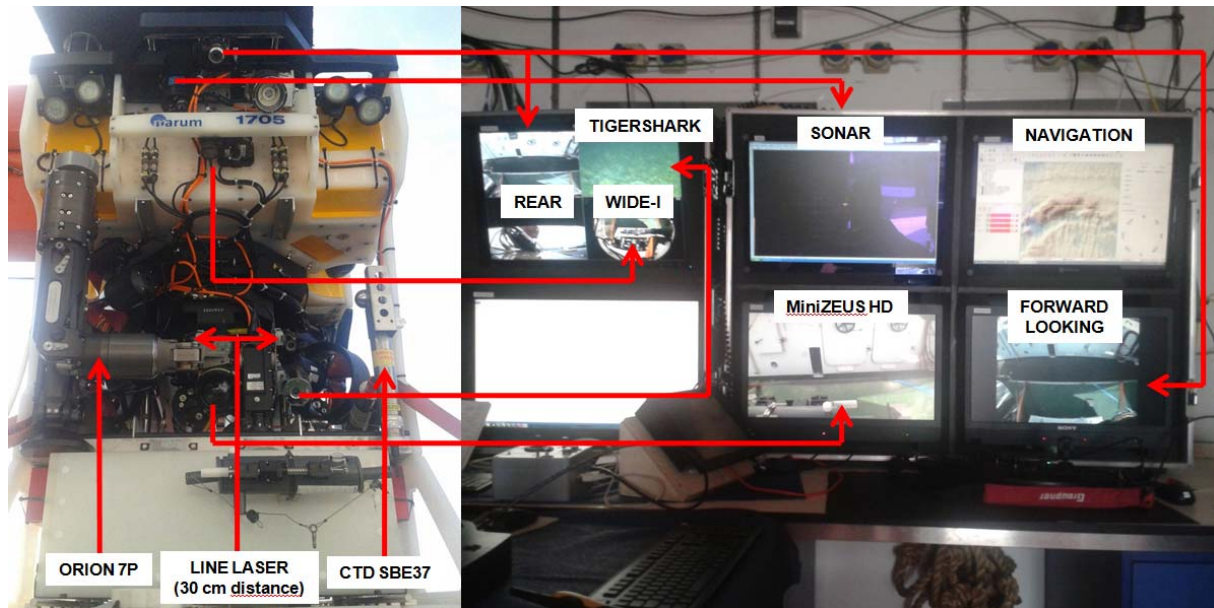 marum
1705
TIGERSHARK
SONAR
NAVIGATION
REAR
WIDE-I
MiniZEUS HD
FORWARD
LOOKING
SONY
Graupner
ORION 7P
LINE LASER
(30 cm distance)
CTD SBE37